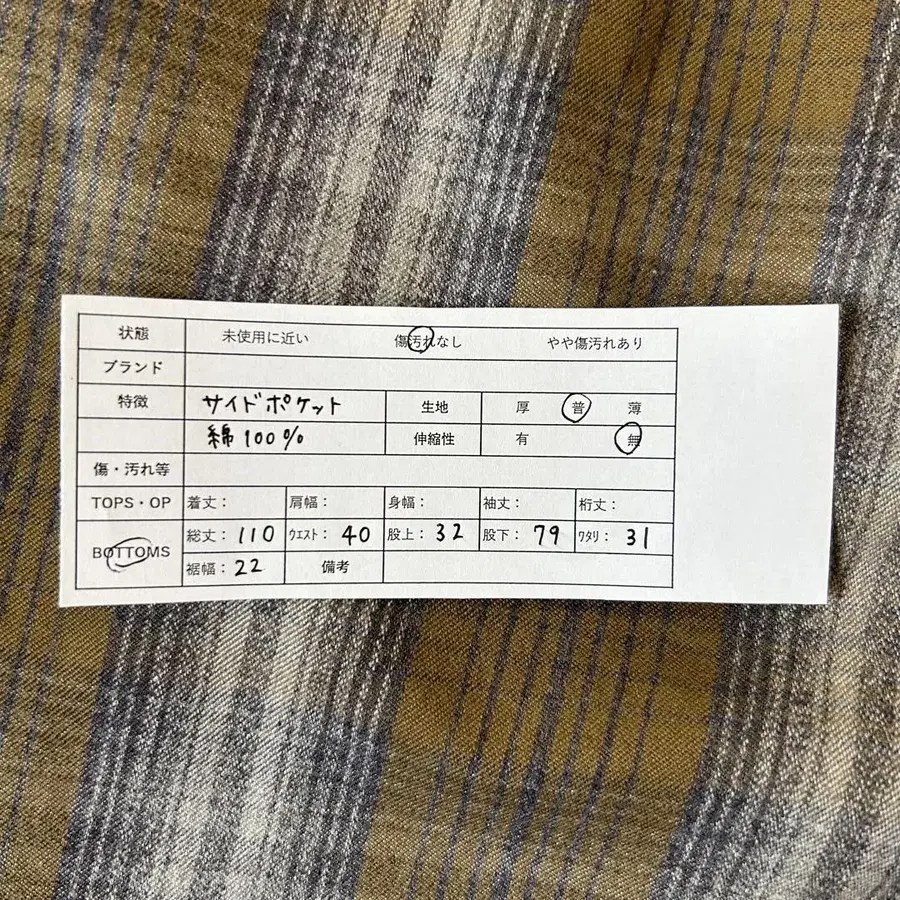 状態 未使用に近い 傷汚れなし やや傷汚れあり
ブランド
特徴 サイドポケット 生地 厚 普 薄
綿100% 伸縮性 有 無
傷・汚れ等
TOPS・OP 着丈: 肩幅: 身幅: 袖丈: 裄丈:
BOTTOMS 総丈:110 ウエスト:40 股上:32 股下:79 ワタリ:31
裾幅:22 備考